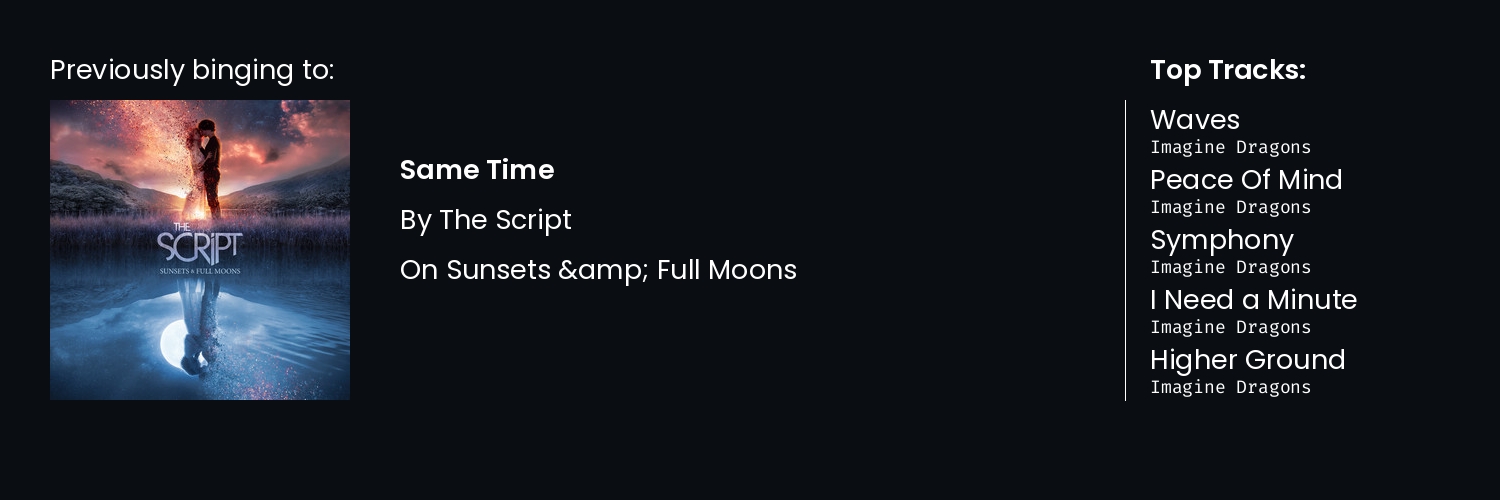 Previously binging to:
THE
SCRIPT
SUNSETS & FULL MOONS
Same Time
By The Script
On Sunsets &amp; Full Moons
Top Tracks:
Waves
Imagine Dragons
Peace Of Mind
Imagine Dragons
Symphony
Imagine Dragons
I Need a Minute
Imagine Dragons
Higher Ground
Imagine Dragons